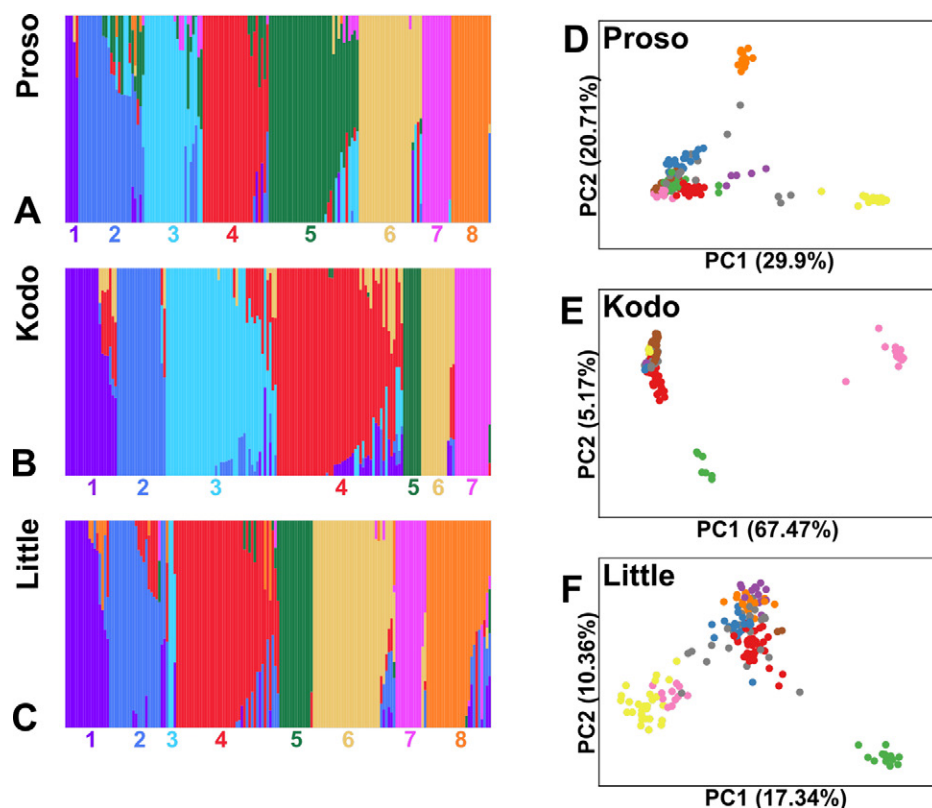 Proso
A
1 2 3 4 5 6 7 8
Kodo
B
1 2 3 4 5 6 7
Little
C
1 2 3 4 5 6 7 8
D Proso
PC2 (20.71%)
PC1 (29.9%)
E Kodo
PC2 (5.17%)
PC1 (67.47%)
F Little
PC2 (10.36%)
PC1 (17.34%)